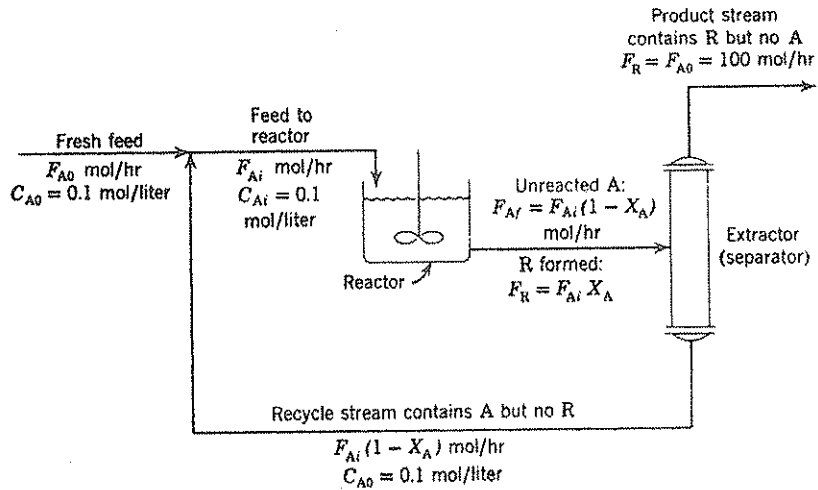 Product stream
contains R but no A
F_R = F_A0 = 100 mol/hr
Fresh feed
F_A0 mol/hr
C_A0 = 0.1 mol/liter
Feed to
reactor
F_Ai mol/hr
C_Ai = 0.1
mol/liter
Reactor
Unreacted A:
F_Af = F_Ai(1 − X_A)
mol/hr
R formed:
F_R = F_Ai X_A
Extractor
(separator)
Recycle stream contains A but no R
F_Ai(1 − X_A) mol/hr
C_A0 = 0.1 mol/liter